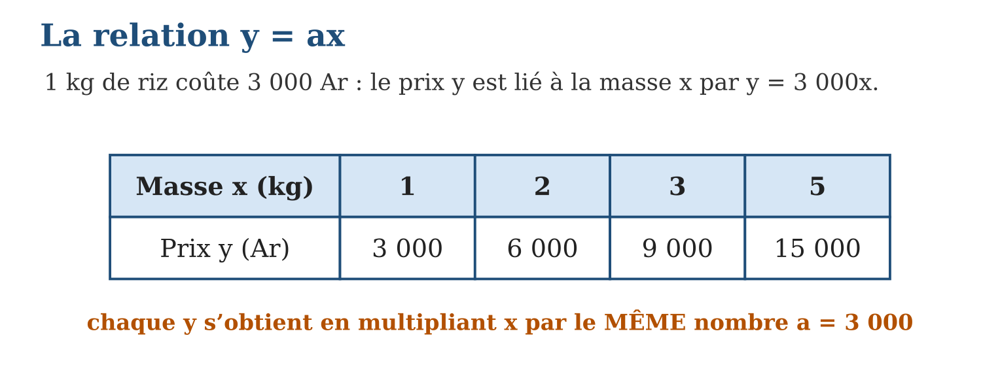 La relation y = ax
1 kg de riz coûte 3 000 Ar : le prix y est lié à la masse x par y = 3 000x.
Masse x (kg) 1 2 3 5
Prix y (Ar) 3 000 6 000 9 000 15 000
chaque y s’obtient en multipliant x par le MÊME nombre a = 3 000